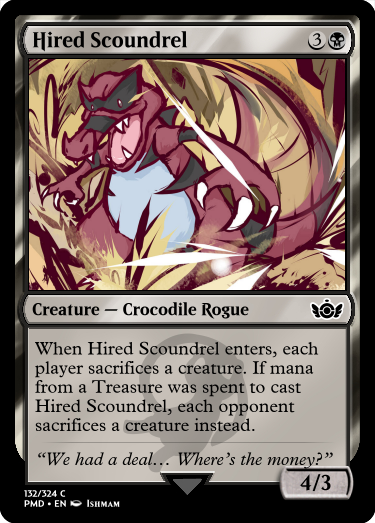 Hired Scoundrel 3
Creature — Crocodile Rogue
When Hired Scoundrel enters, each
player sacrifices a creature. If mana
from a Treasure was spent to cast
Hired Scoundrel, each opponent
sacrifices a creature instead.
“We had a deal… Where’s the money?”
4/3
132/324 C
PMD • EN Ishmam